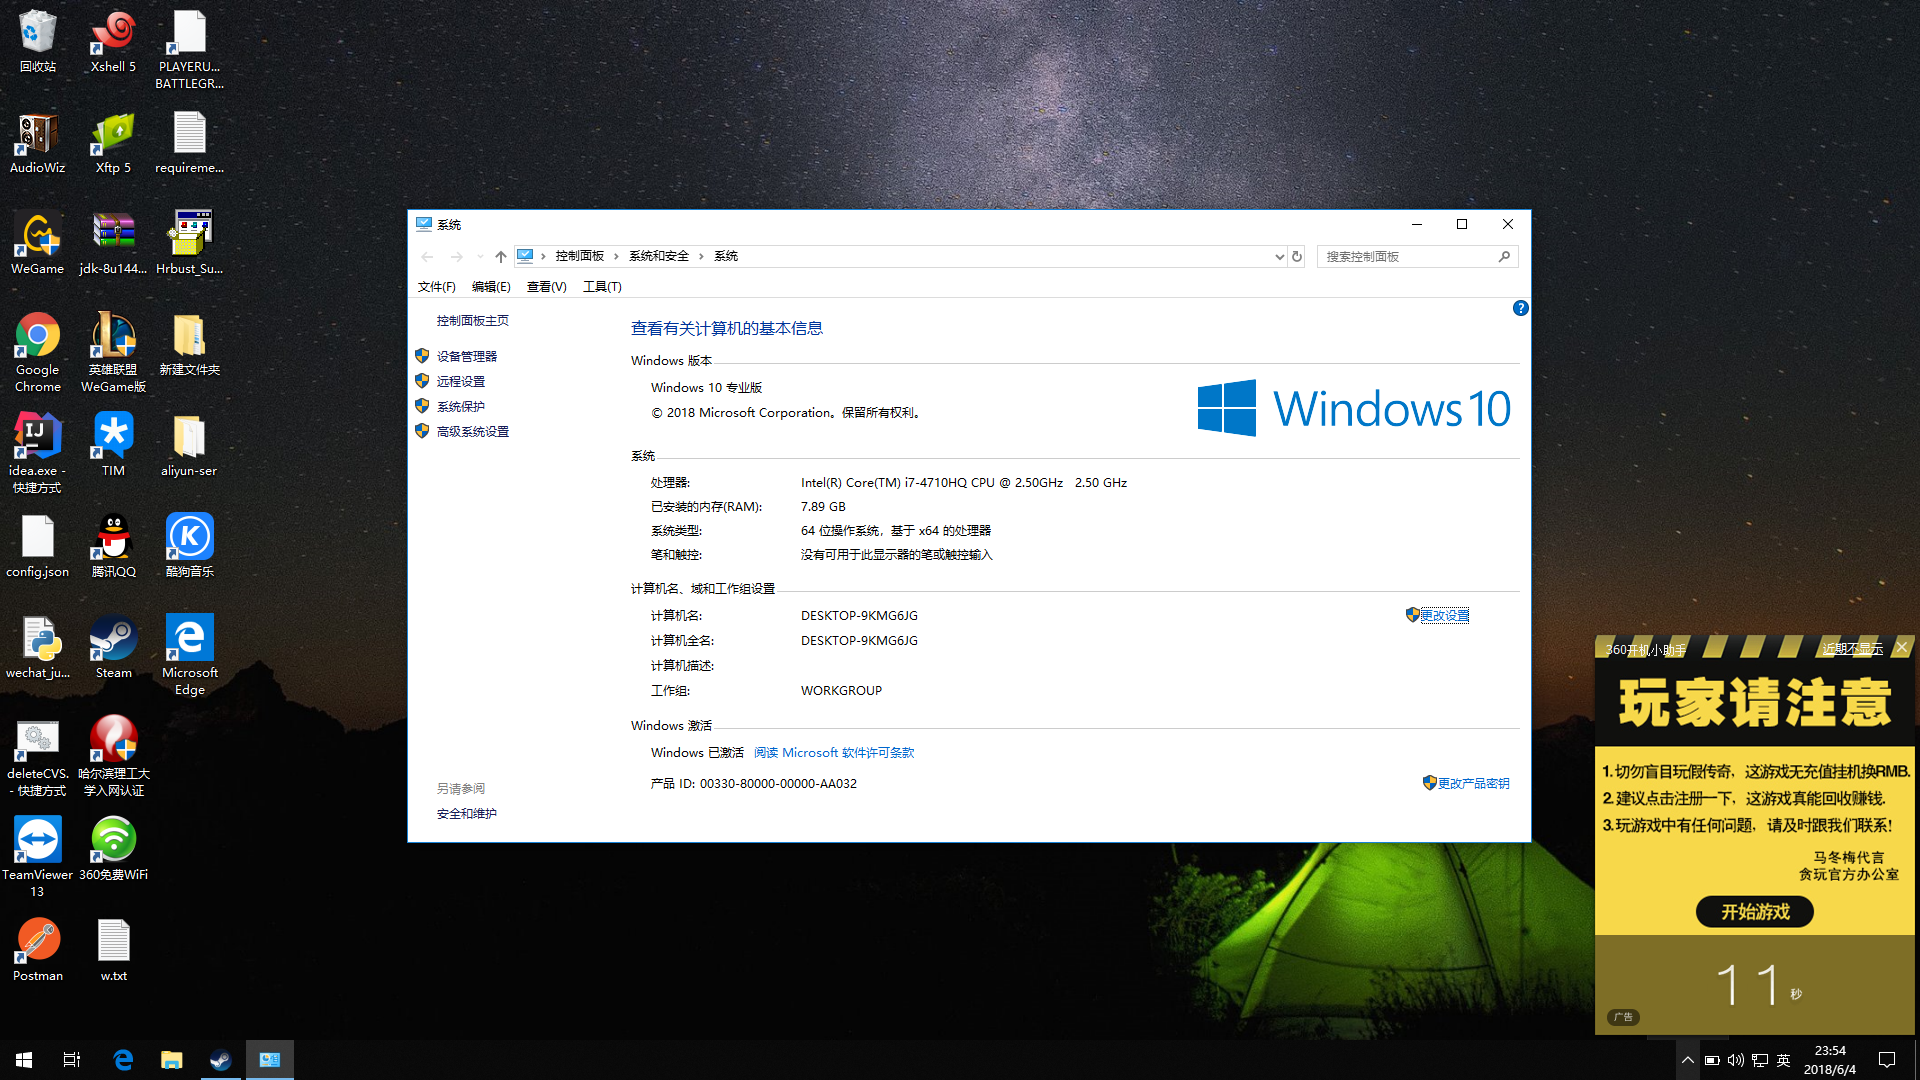 回收站
Xshell 5
PLAYERU...
BATTLEGR...
AudioWiz
Xftp 5
requireme...
WeGame
jdk-8u144...
Hrbust_Su...
Google
Chrome
英雄联盟
WeGame版
新建文件夹
idea.exe -
快捷方式
TIM
aliyun-ser
config.json
腾讯QQ
酷狗音乐
wechat_ju...
Steam
Microsoft
Edge
deleteCVS.
- 快捷方式
哈尔滨理工大
学入网认证
TeamViewer
13
360免费WiFi
Postman
w.txt
系统
控制面板 › 系统和安全 › 系统
搜索控制面板
文件(F) 编辑(E) 查看(V) 工具(T)
控制面板主页
设备管理器
远程设置
系统保护
高级系统设置
另请参阅
安全和维护
查看有关计算机的基本信息
Windows 版本
Windows 10 专业版
© 2018 Microsoft Corporation。保留所有权利。
Windows 10
系统
处理器: Intel(R) Core(TM) i7-4710HQ CPU @ 2.50GHz 2.50 GHz
已安装的内存(RAM): 7.89 GB
系统类型: 64 位操作系统，基于 x64 的处理器
笔和触控: 没有可用于此显示器的笔或触控输入
计算机名、域和工作组设置
计算机名: DESKTOP-9KMG6JG 更改设置
计算机全名: DESKTOP-9KMG6JG
计算机描述:
工作组: WORKGROUP
Windows 激活
Windows 已激活 阅读 Microsoft 软件许可条款
产品 ID: 00330-80000-00000-AA032 更改产品密钥
360开机小助手 近期不显示
玩家请注意
1.切勿盲目玩假传奇，这游戏无充值挂机换RMB.
2.建议点击注册一下，这游戏真能回收赚钱.
3.玩游戏中有任何问题，请及时跟我们联系!
马冬梅代言
贪玩官方办公室
开始游戏
11秒
广告
英
23:54
2018/6/4